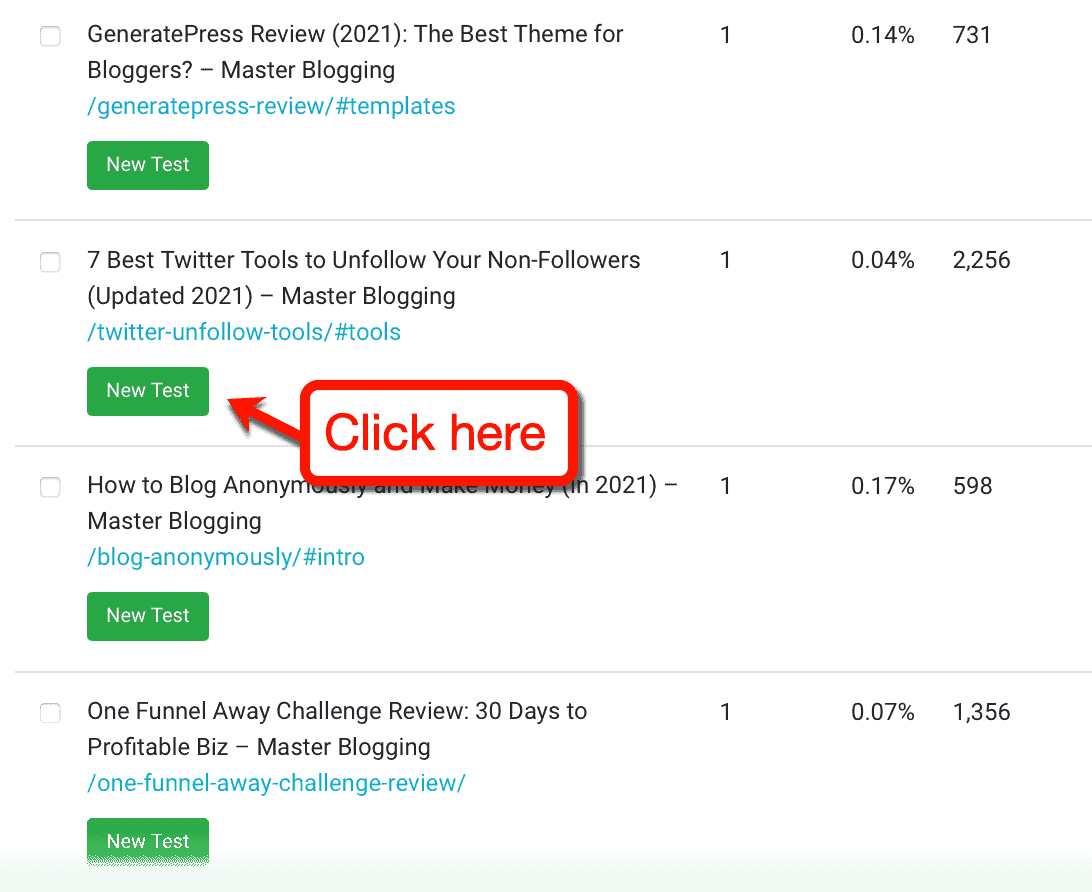 GeneratePress Review (2021): The Best Theme for 1 0.14% 731
Bloggers? – Master Blogging
/generatepress-review/#templates
New Test
7 Best Twitter Tools to Unfollow Your Non-Followers 1 0.04% 2,256
(Updated 2021) – Master Blogging
/twitter-unfollow-tools/#tools
New Test
Click here
How to Blog Anonymously and Make Money (in 2021) – 1 0.17% 598
Master Blogging
/blog-anonymously/#intro
New Test
One Funnel Away Challenge Review: 30 Days to 1 0.07% 1,356
Profitable Biz – Master Blogging
/one-funnel-away-challenge-review/
New Test